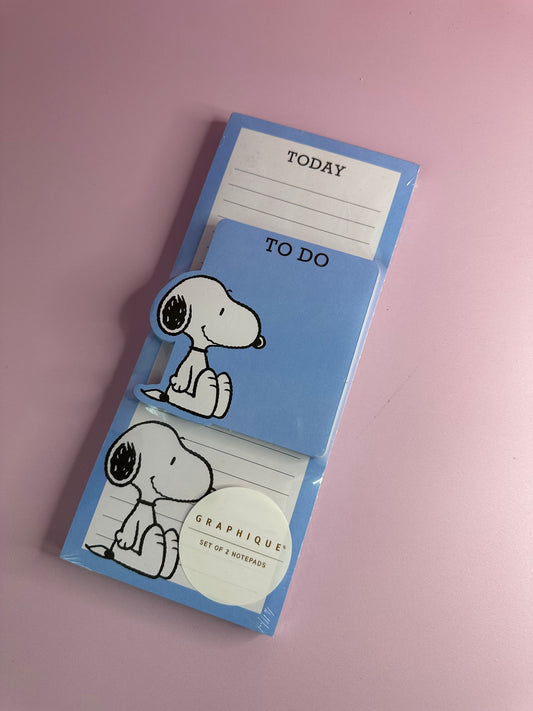 TODAY
TO DO
GRAPHIQUE®
SET OF 2 NOTEPADS